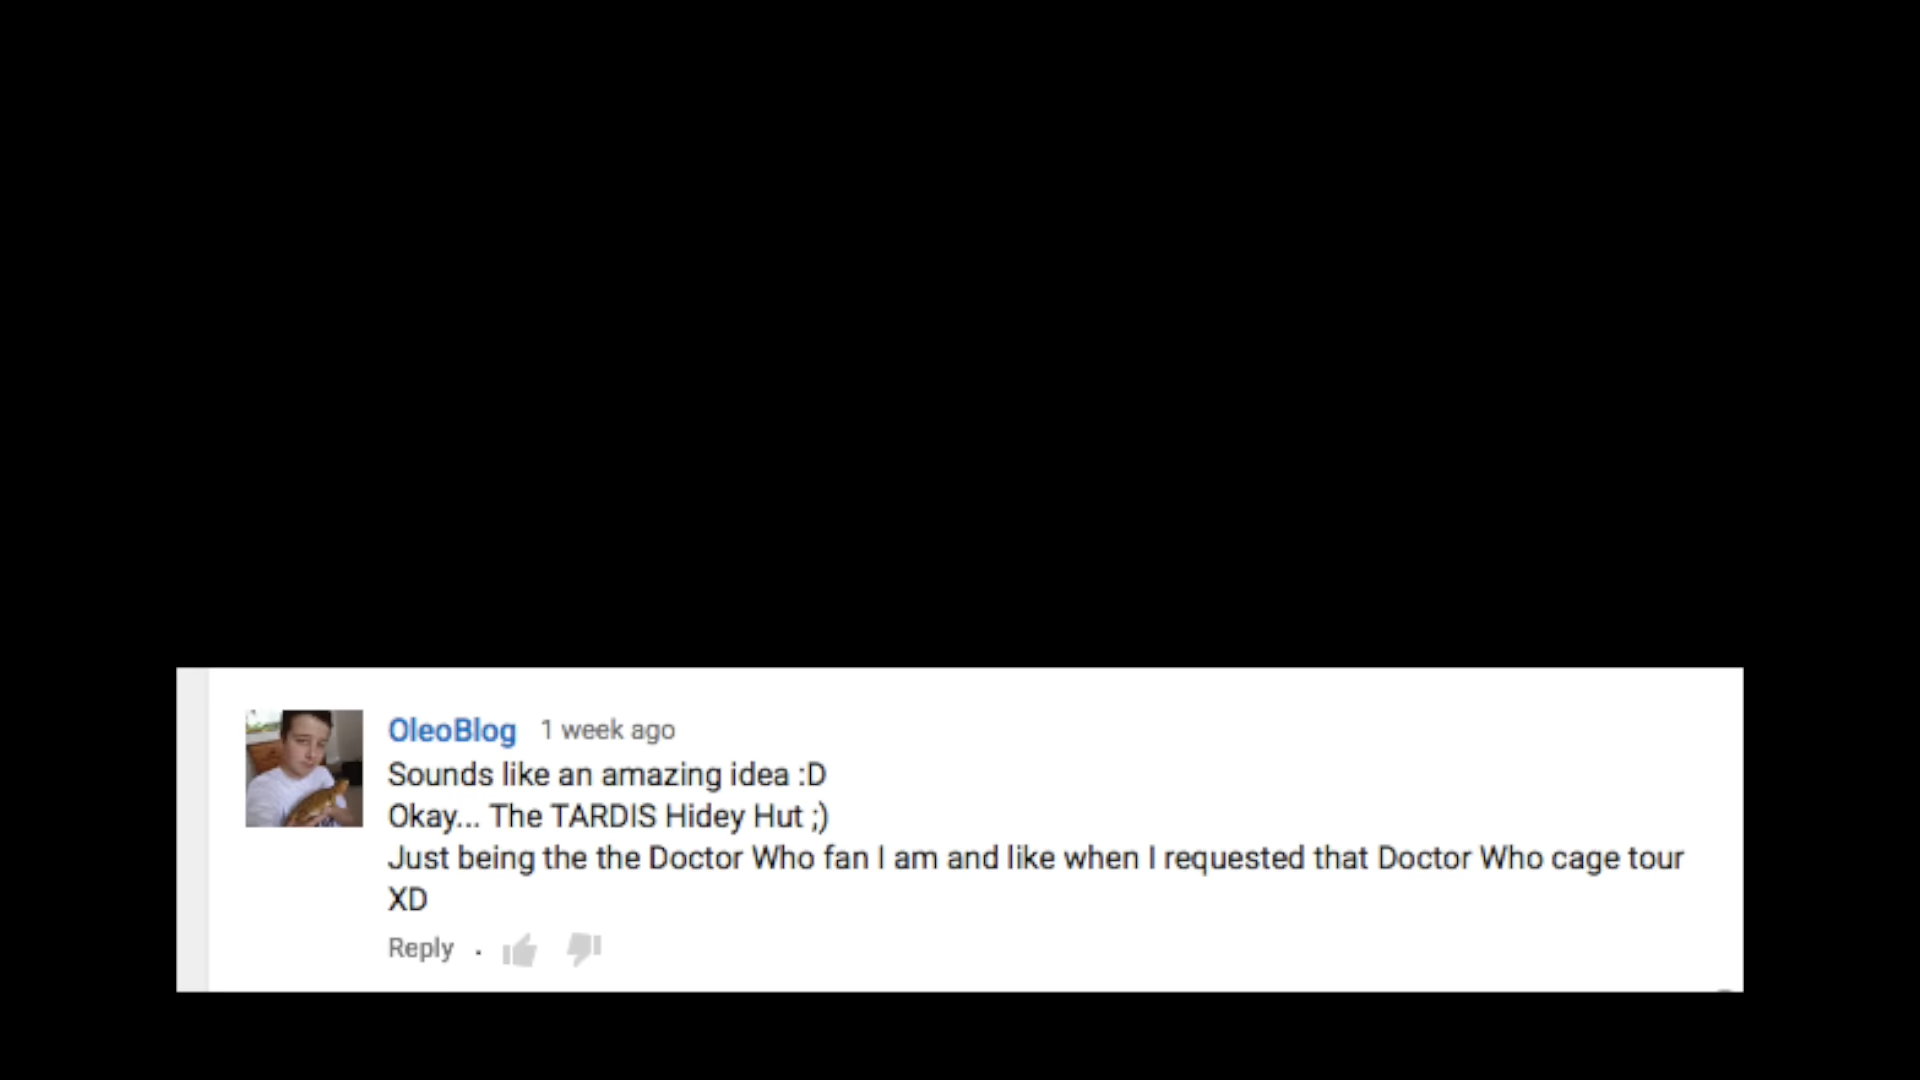 OleoBlog 1 week ago
Sounds like an amazing idea :D
Okay... The TARDIS Hidey Hut ;)
Just being the the Doctor Who fan I am and like when I requested that Doctor Who cage tour
XD
Reply .